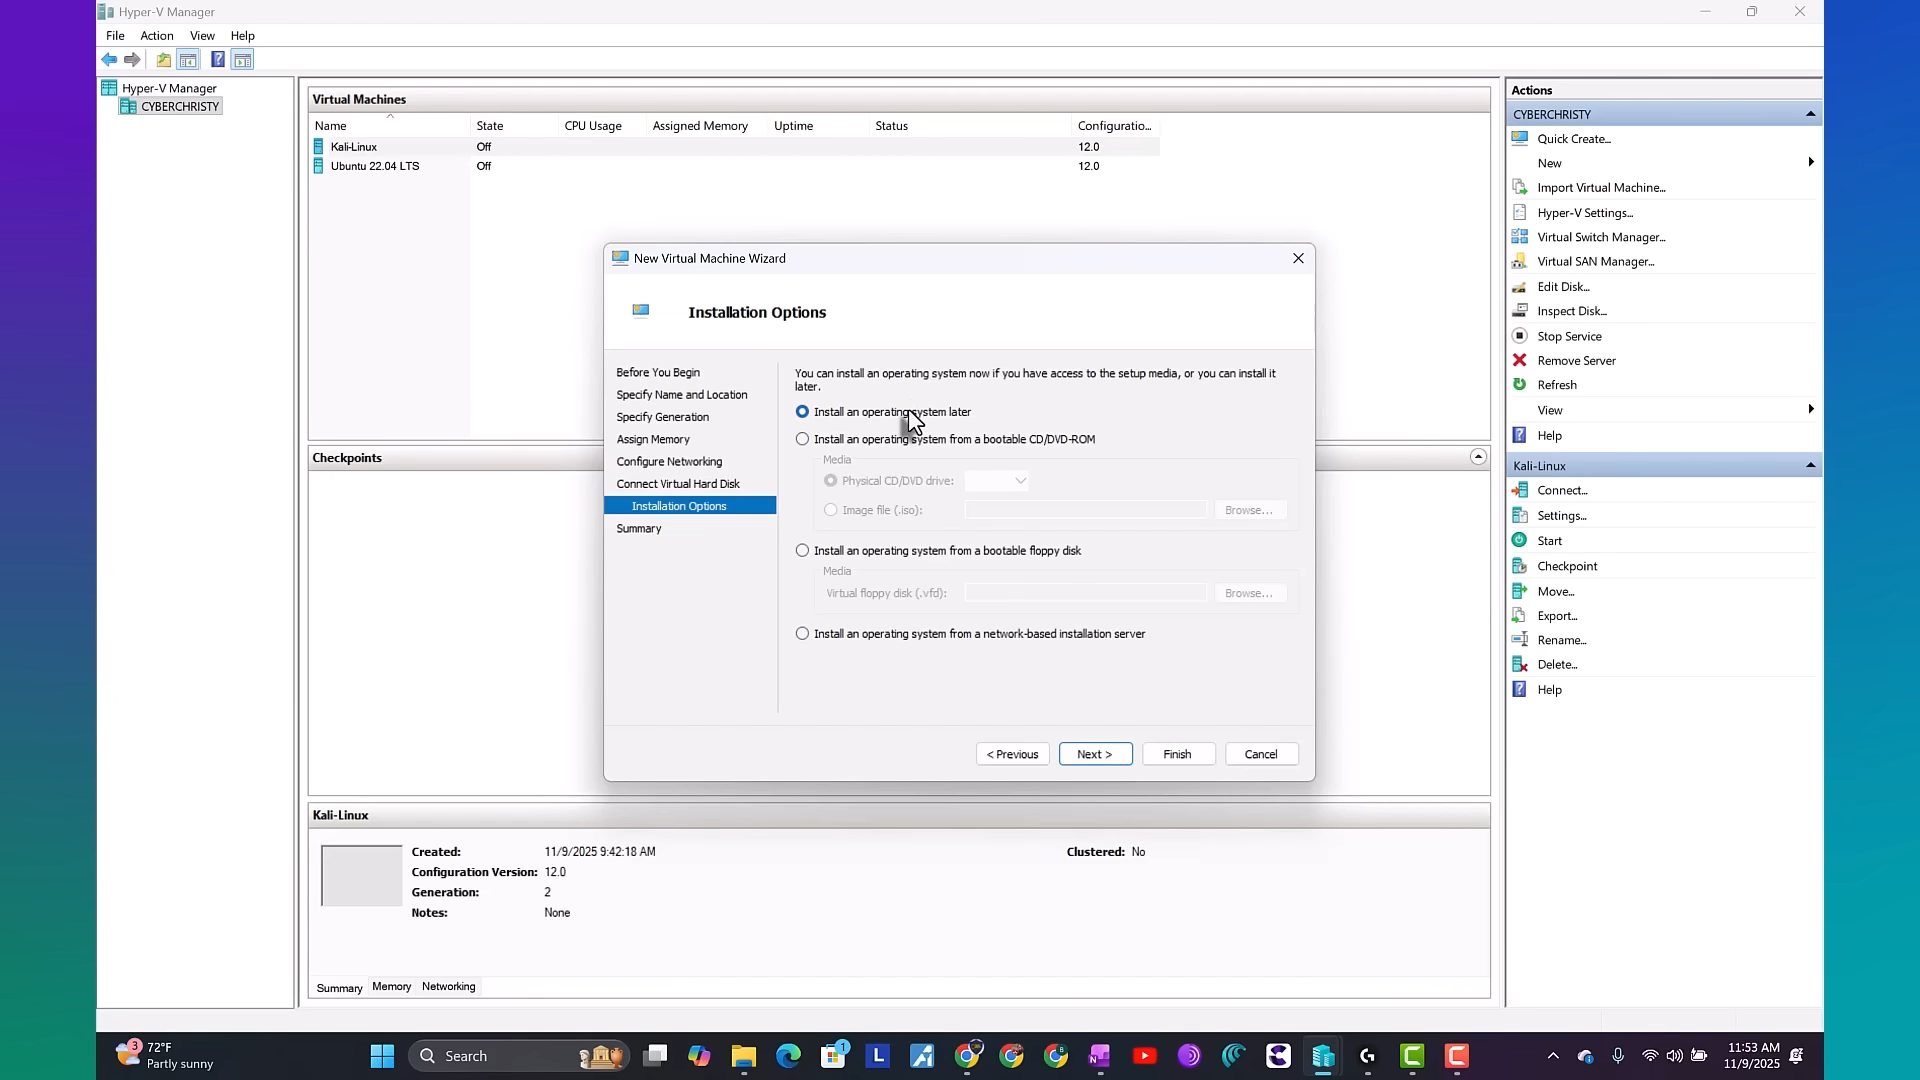 Hyper-V Manager
File Action View Help
Hyper-V Manager
CYBERCHRISTY
Virtual Machines
Name State CPU Usage Assigned Memory Uptime Status Configuratio...
Kali-Linux Off 12.0
Ubuntu 22.04 LTS Off 12.0
New Virtual Machine Wizard
Installation Options
Before You Begin
Specify Name and Location
Specify Generation
Assign Memory
Configure Networking
Connect Virtual Hard Disk
Installation Options
Summary
You can install an operating system now if you have access to the setup media, or you can install it
later.
Install an operating system later
Install an operating system from a bootable CD/DVD-ROM
Media
Physical CD/DVD drive:
Image file (.iso): Browse...
Install an operating system from a bootable floppy disk
Media
Virtual floppy disk (.vfd): Browse...
Install an operating system from a network-based installation server
< Previous Next > Finish Cancel
Checkpoints
Kali-Linux
Created: 11/9/2025 9:42:18 AM Clustered: No
Configuration Version: 12.0
Generation: 2
Notes: None
Summary Memory Networking
Actions
CYBERCHRISTY
Quick Create...
New
Import Virtual Machine...
Hyper-V Settings...
Virtual Switch Manager...
Virtual SAN Manager...
Edit Disk...
Inspect Disk...
Stop Service
Remove Server
Refresh
View
Help
Kali-Linux
Connect...
Settings...
Start
Checkpoint
Move...
Export...
Rename...
Delete...
Help
3 72°F
Partly sunny
Search
1
L
11:53 AM
11/9/2025